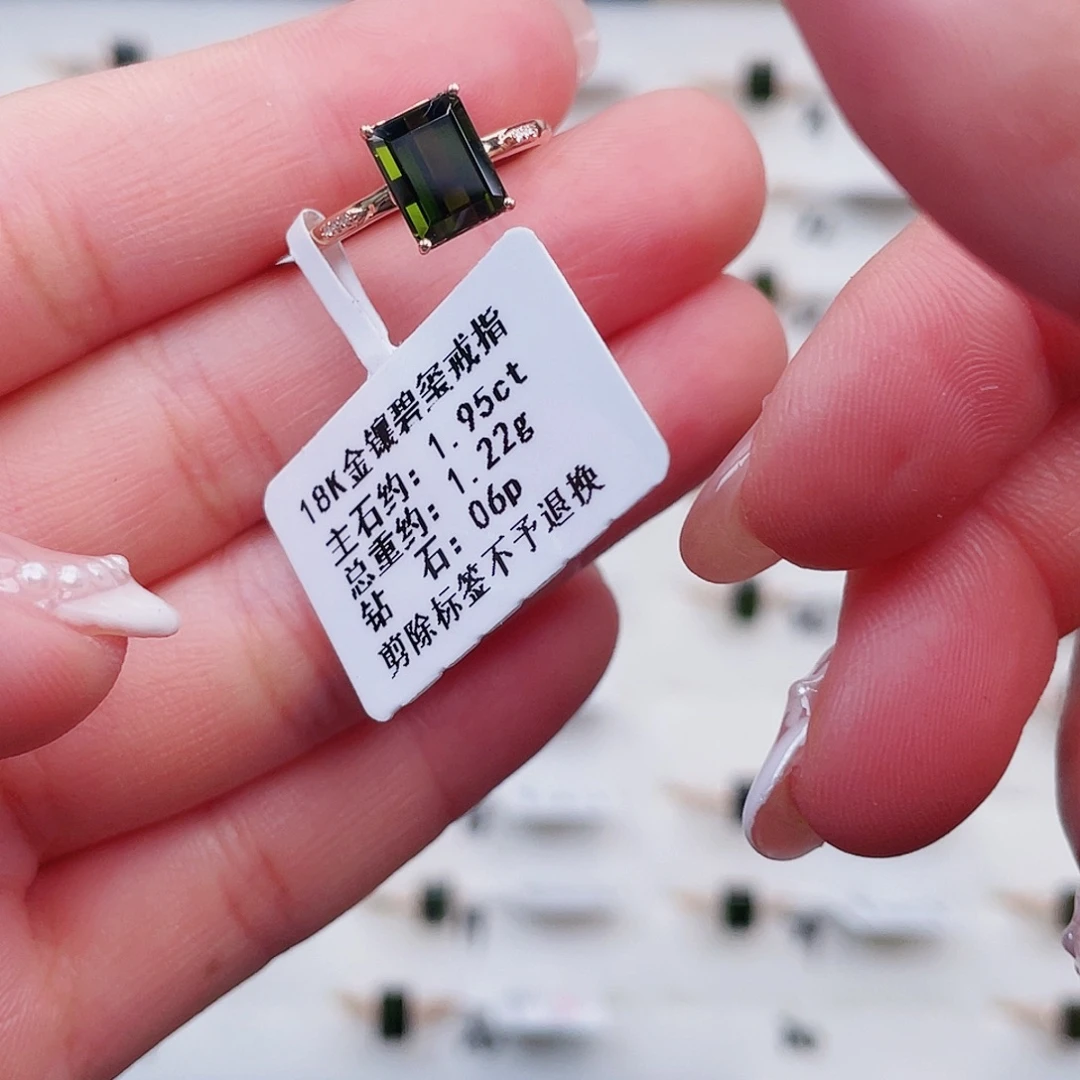 18K金镶碧玺戒指
主石约: 1.95ct
总重约: 1.22g
钻 石: 06p
剪除标签不予退换